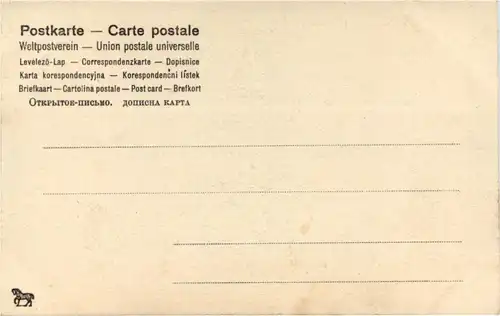 Postkarte — Carte postale
Weltpostverein — Union postale universelle
Levelező-Lap — Correspondenzkarte — Dopisnice
Karta korespondencyjna — Korespondenční lístek
Briefkaart — Cartolina postale — Post card — Brefkort
Открытое-письмо. дописна карта